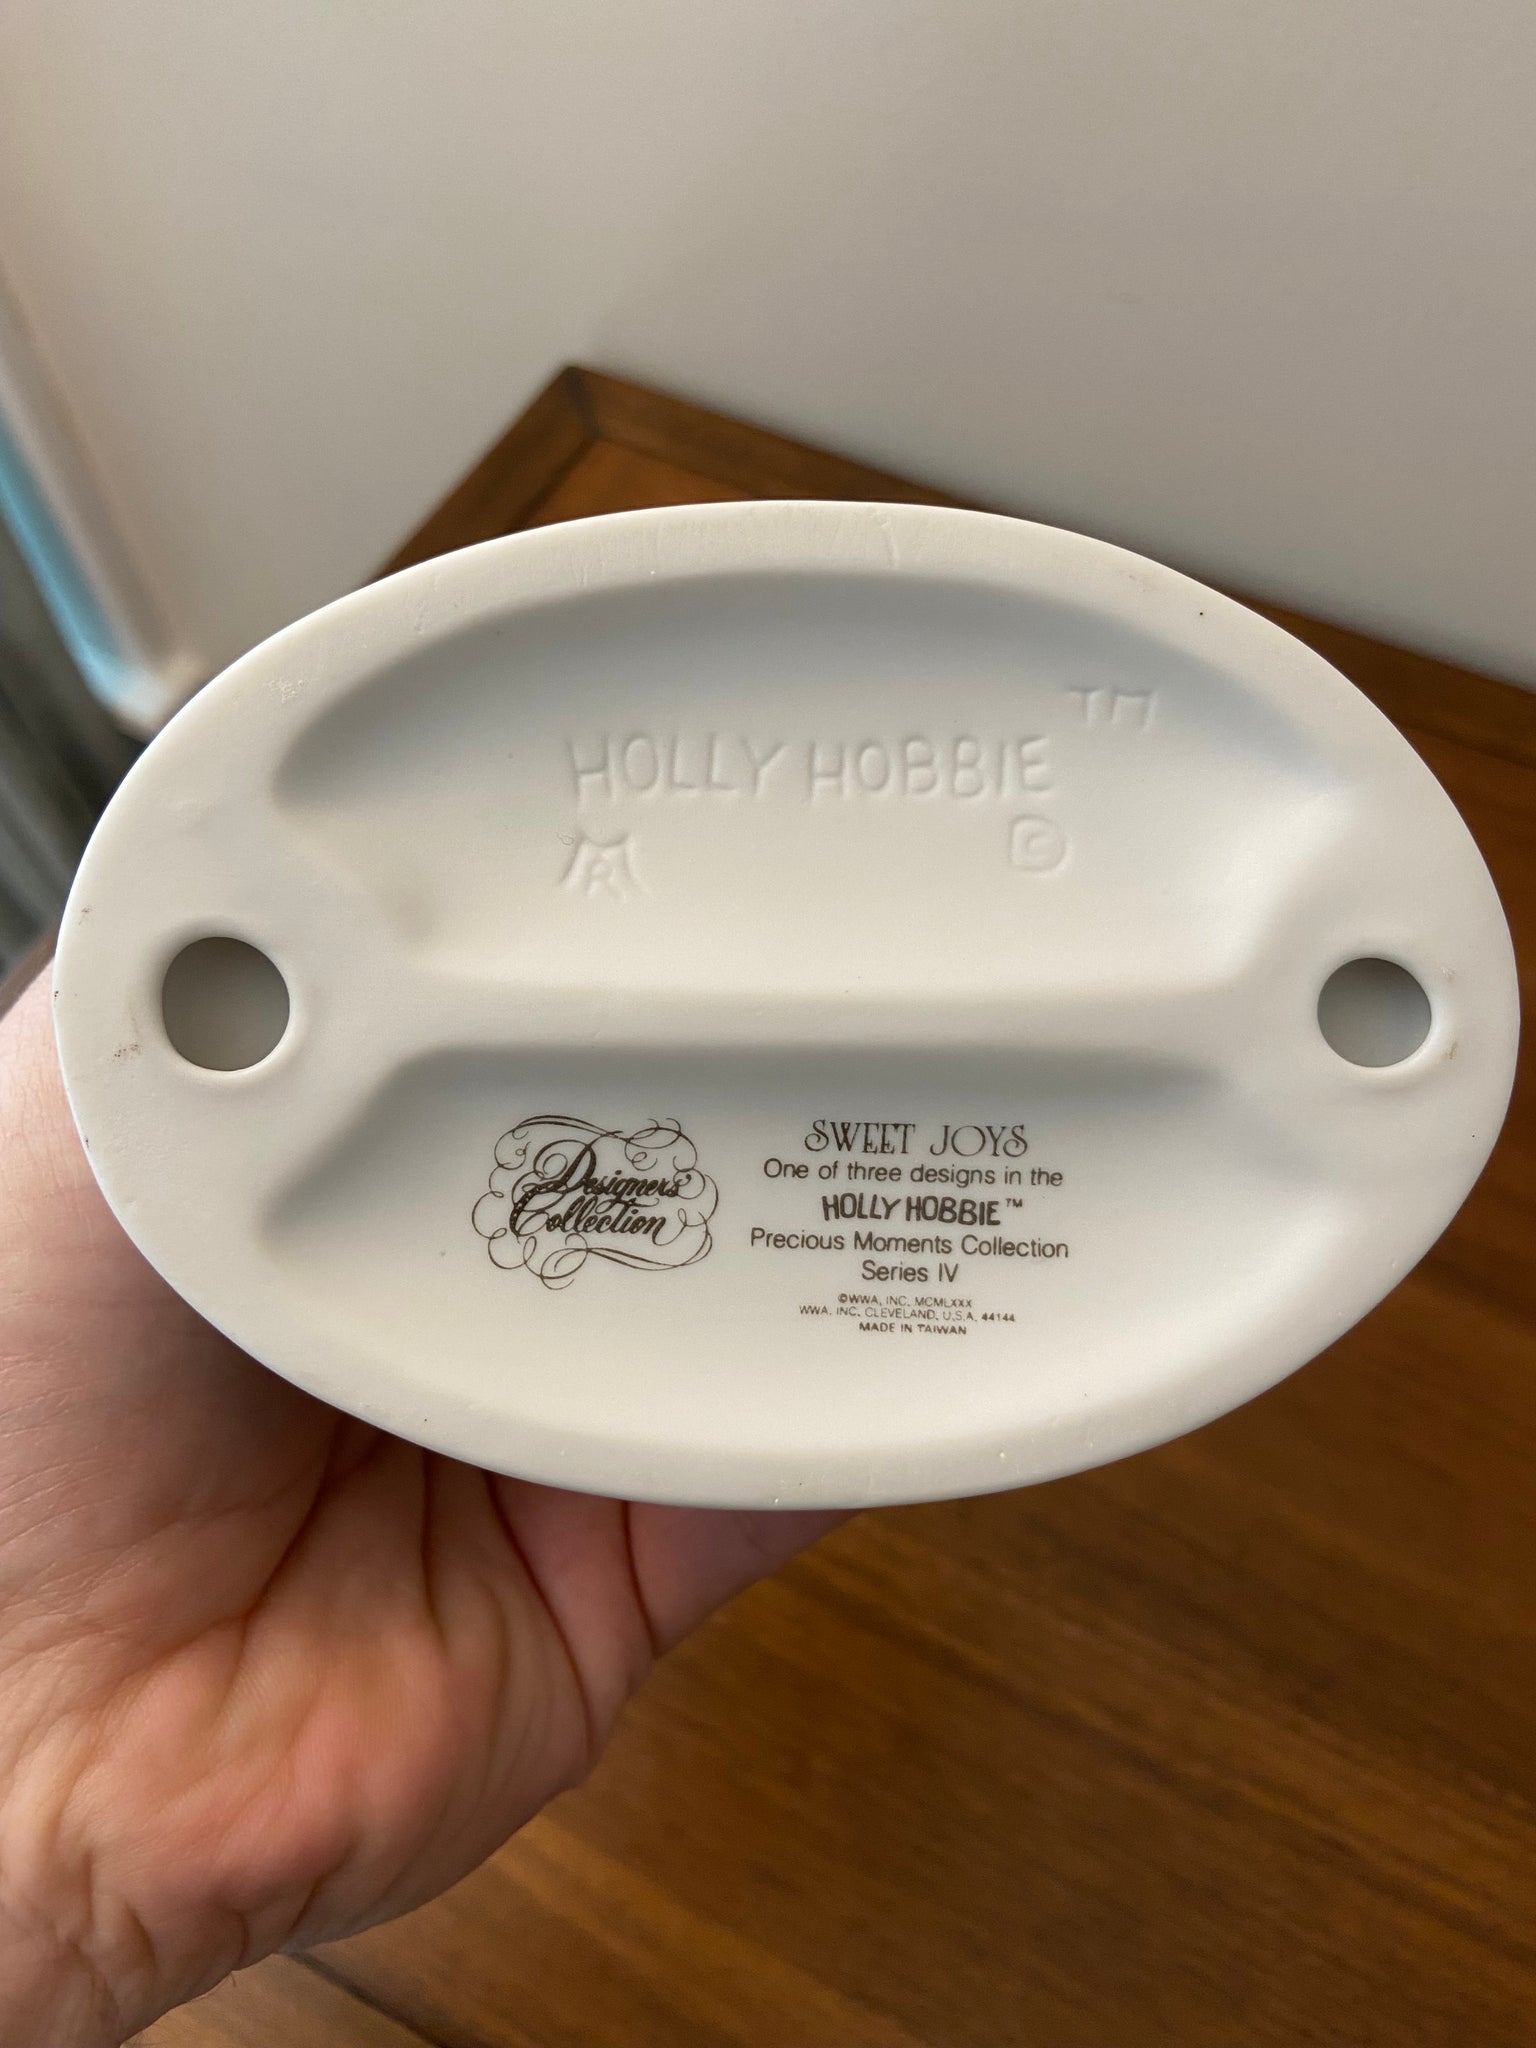 HOLLY HOBBIE ™
©
Designers'
Collection
SWEET JOYS
One of three designs in the
HOLLY HOBBIE™
Precious Moments Collection
Series IV
©WWA, INC. MCMLXXX
WWA, INC. CLEVELAND, U.S.A. 44144
MADE IN TAIWAN